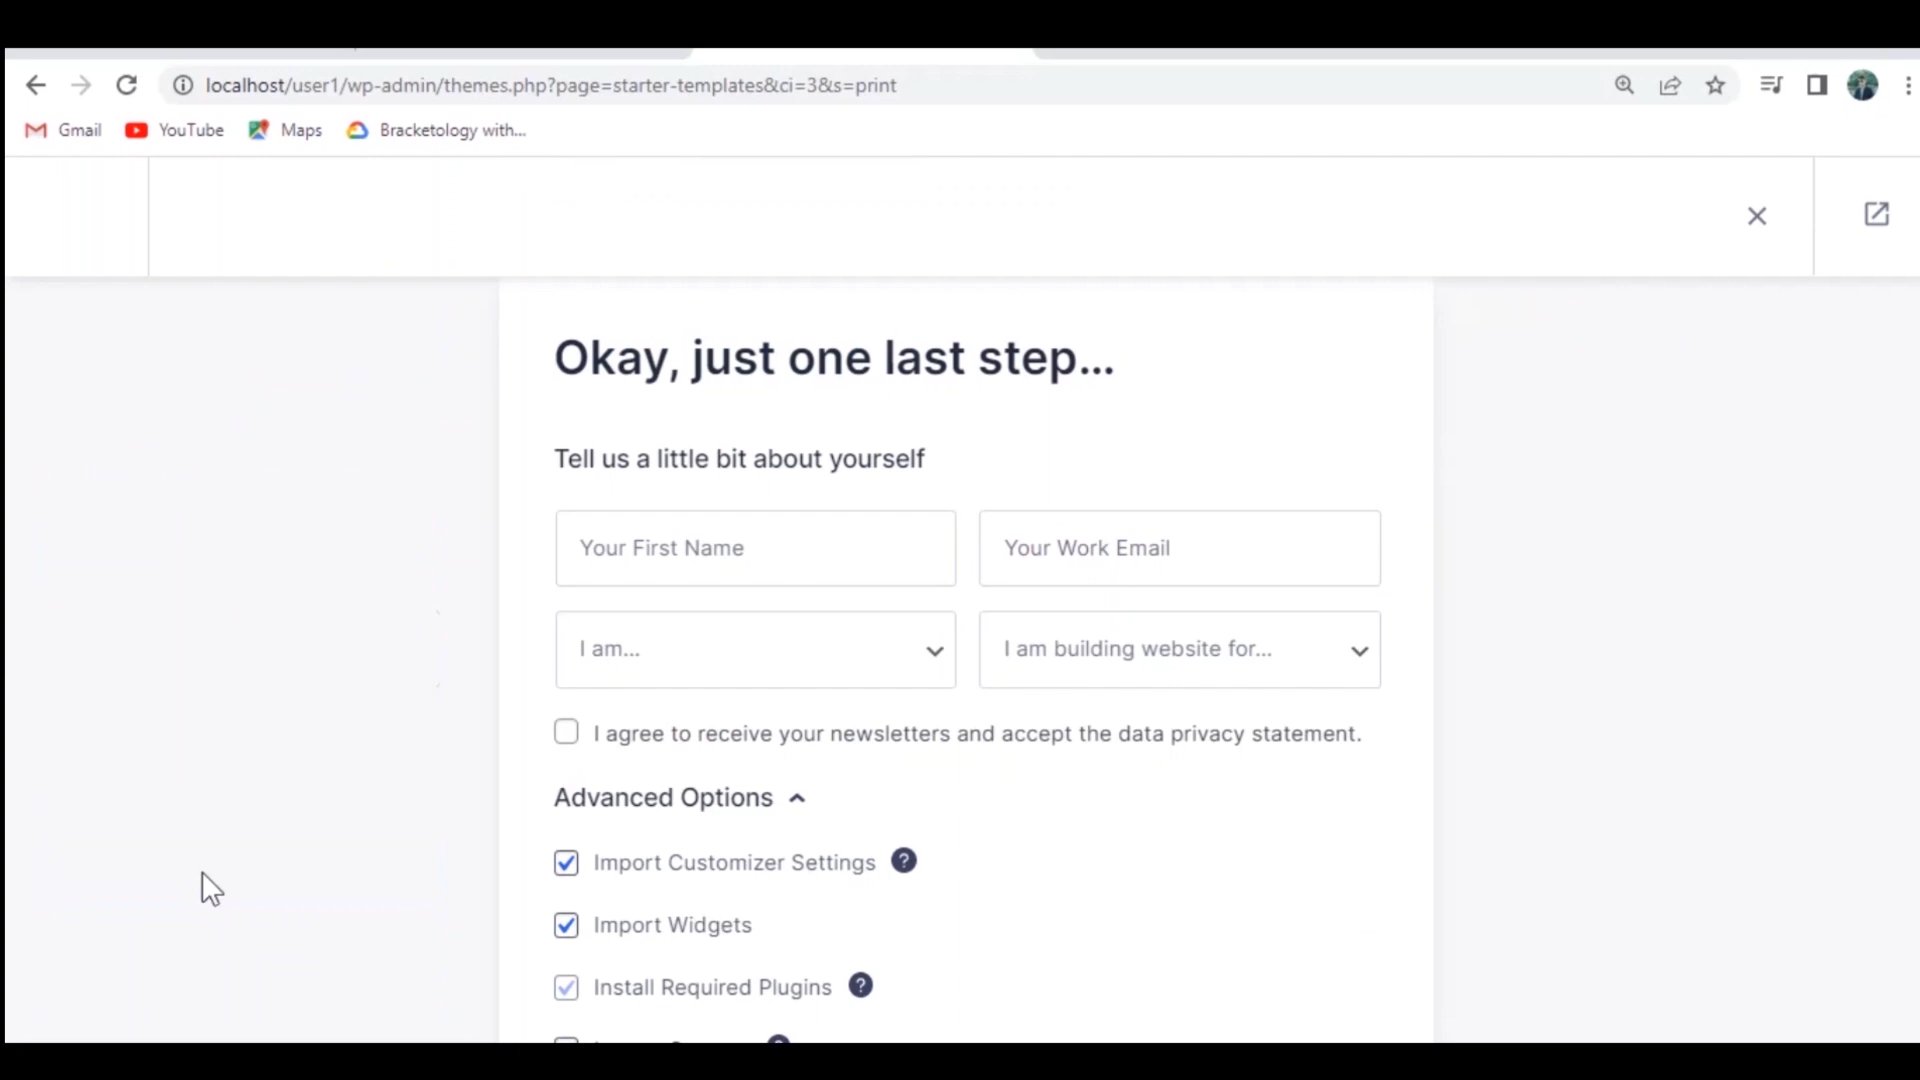 localhost/user1/wp-admin/themes.php?page=starter-templates&ci=3&s=print
Gmail YouTube Maps Bracketology with...
Okay, just one last step...
Tell us a little bit about yourself
Your First Name Your Work Email
I am... I am building website for...
I agree to receive your newsletters and accept the data privacy statement.
Advanced Options
Import Customizer Settings ?
Import Widgets
Install Required Plugins ?